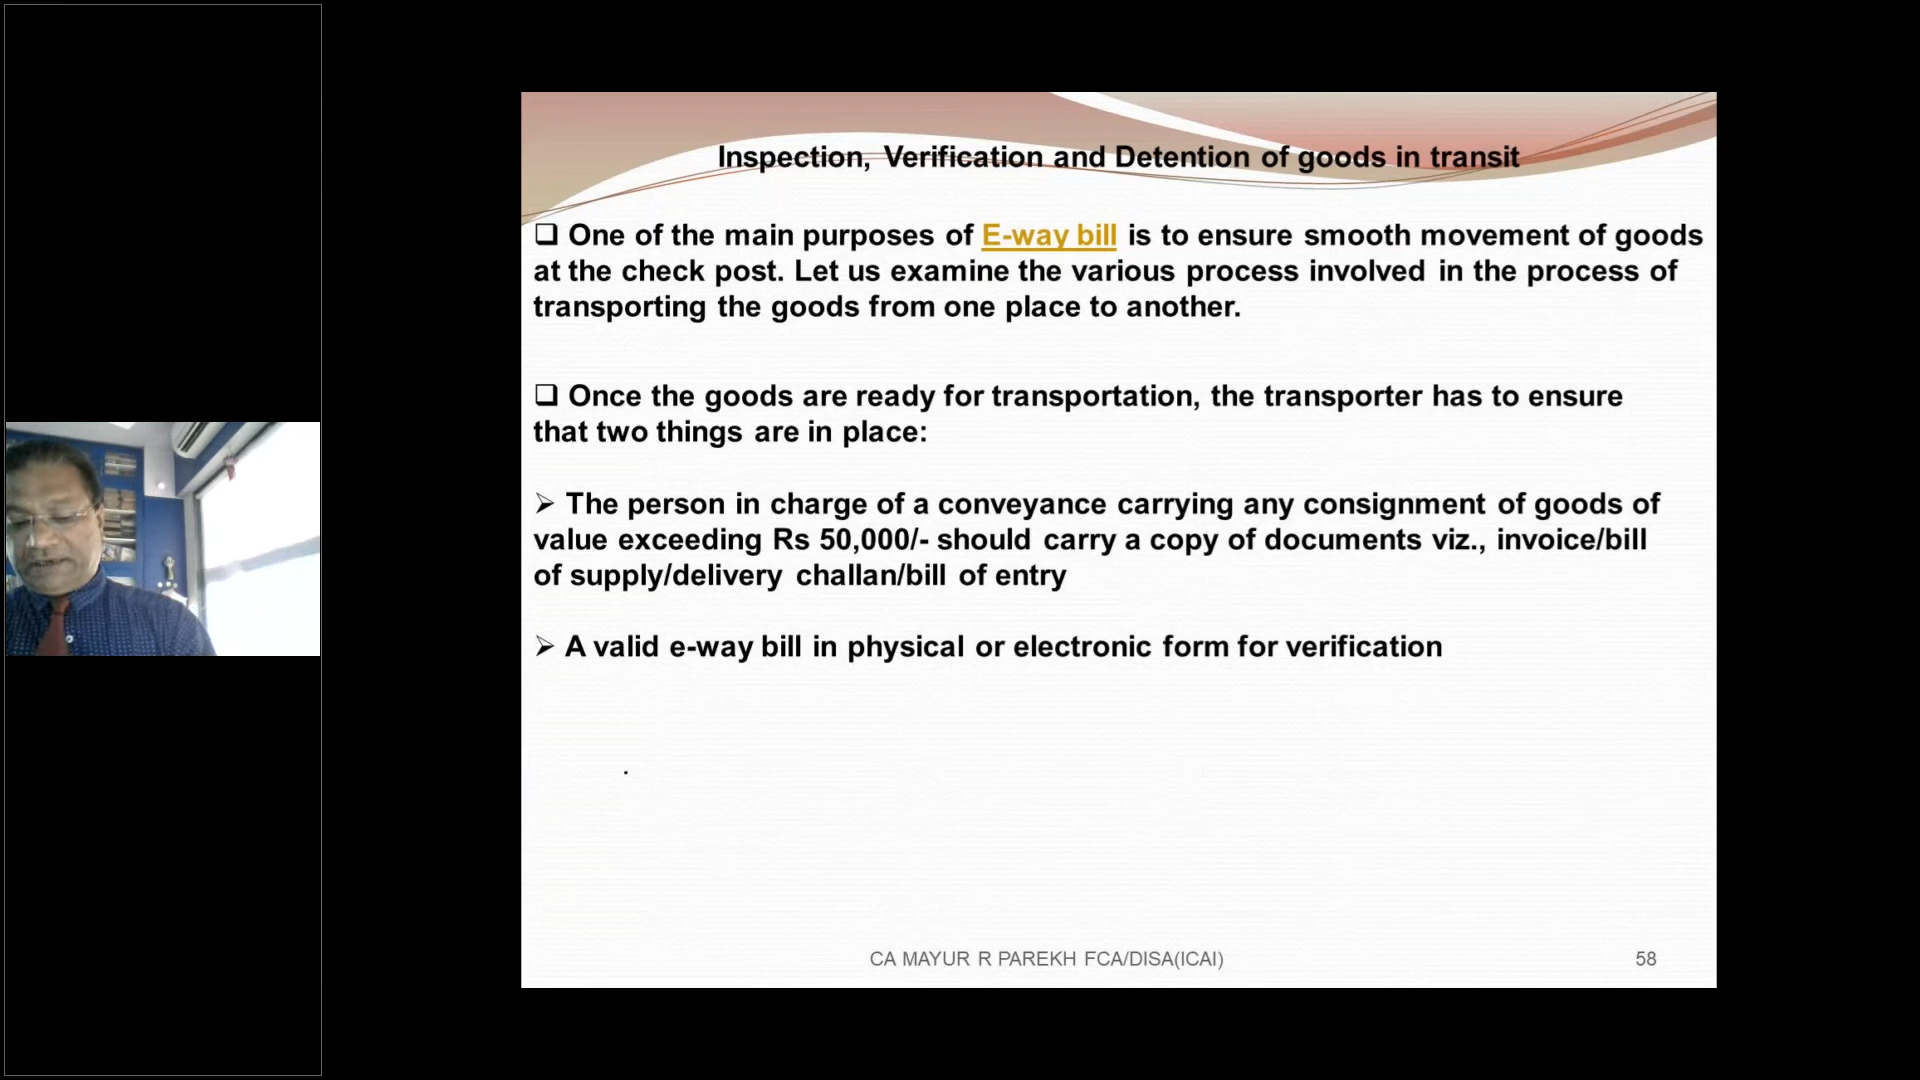 Inspection, Verification and Detention of goods in transit
❑ One of the main purposes of E-way bill is to ensure smooth movement of goods
at the check post. Let us examine the various process involved in the process of
transporting the goods from one place to another.
❑ Once the goods are ready for transportation, the transporter has to ensure
that two things are in place:
➢ The person in charge of a conveyance carrying any consignment of goods of
value exceeding Rs 50,000/- should carry a copy of documents viz., invoice/bill
of supply/delivery challan/bill of entry
➢ A valid e-way bill in physical or electronic form for verification
.
CA MAYUR R PAREKH FCA/DISA(ICAI)
58